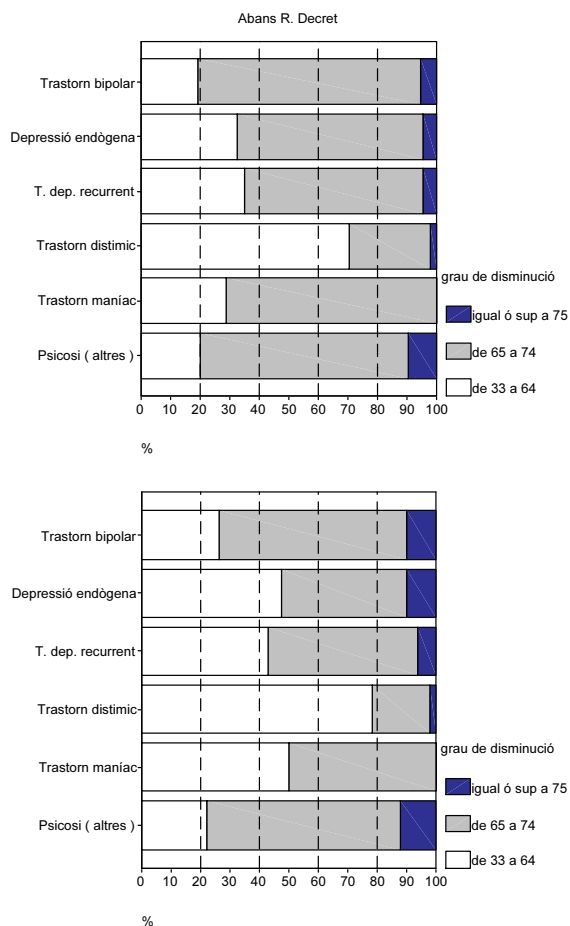 Abans R. Decret
Trastorn bipolar
Depressió endògena
T. dep. recurrent
Trastorn distimic
Trastorn maníac
Psicosi ( altres )
0 10 20 30 40 50 60 70 80 90 100
%
grau de disminució
igual ó sup a 75
de 65 a 74
de 33 a 64
Trastorn bipolar
Depressió endògena
T. dep. recurrent
Trastorn distimic
Trastorn maníac
Psicosi ( altres )
0 10 20 30 40 50 60 70 80 90 100
%
grau de disminució
igual ó sup a 75
de 65 a 74
de 33 a 64